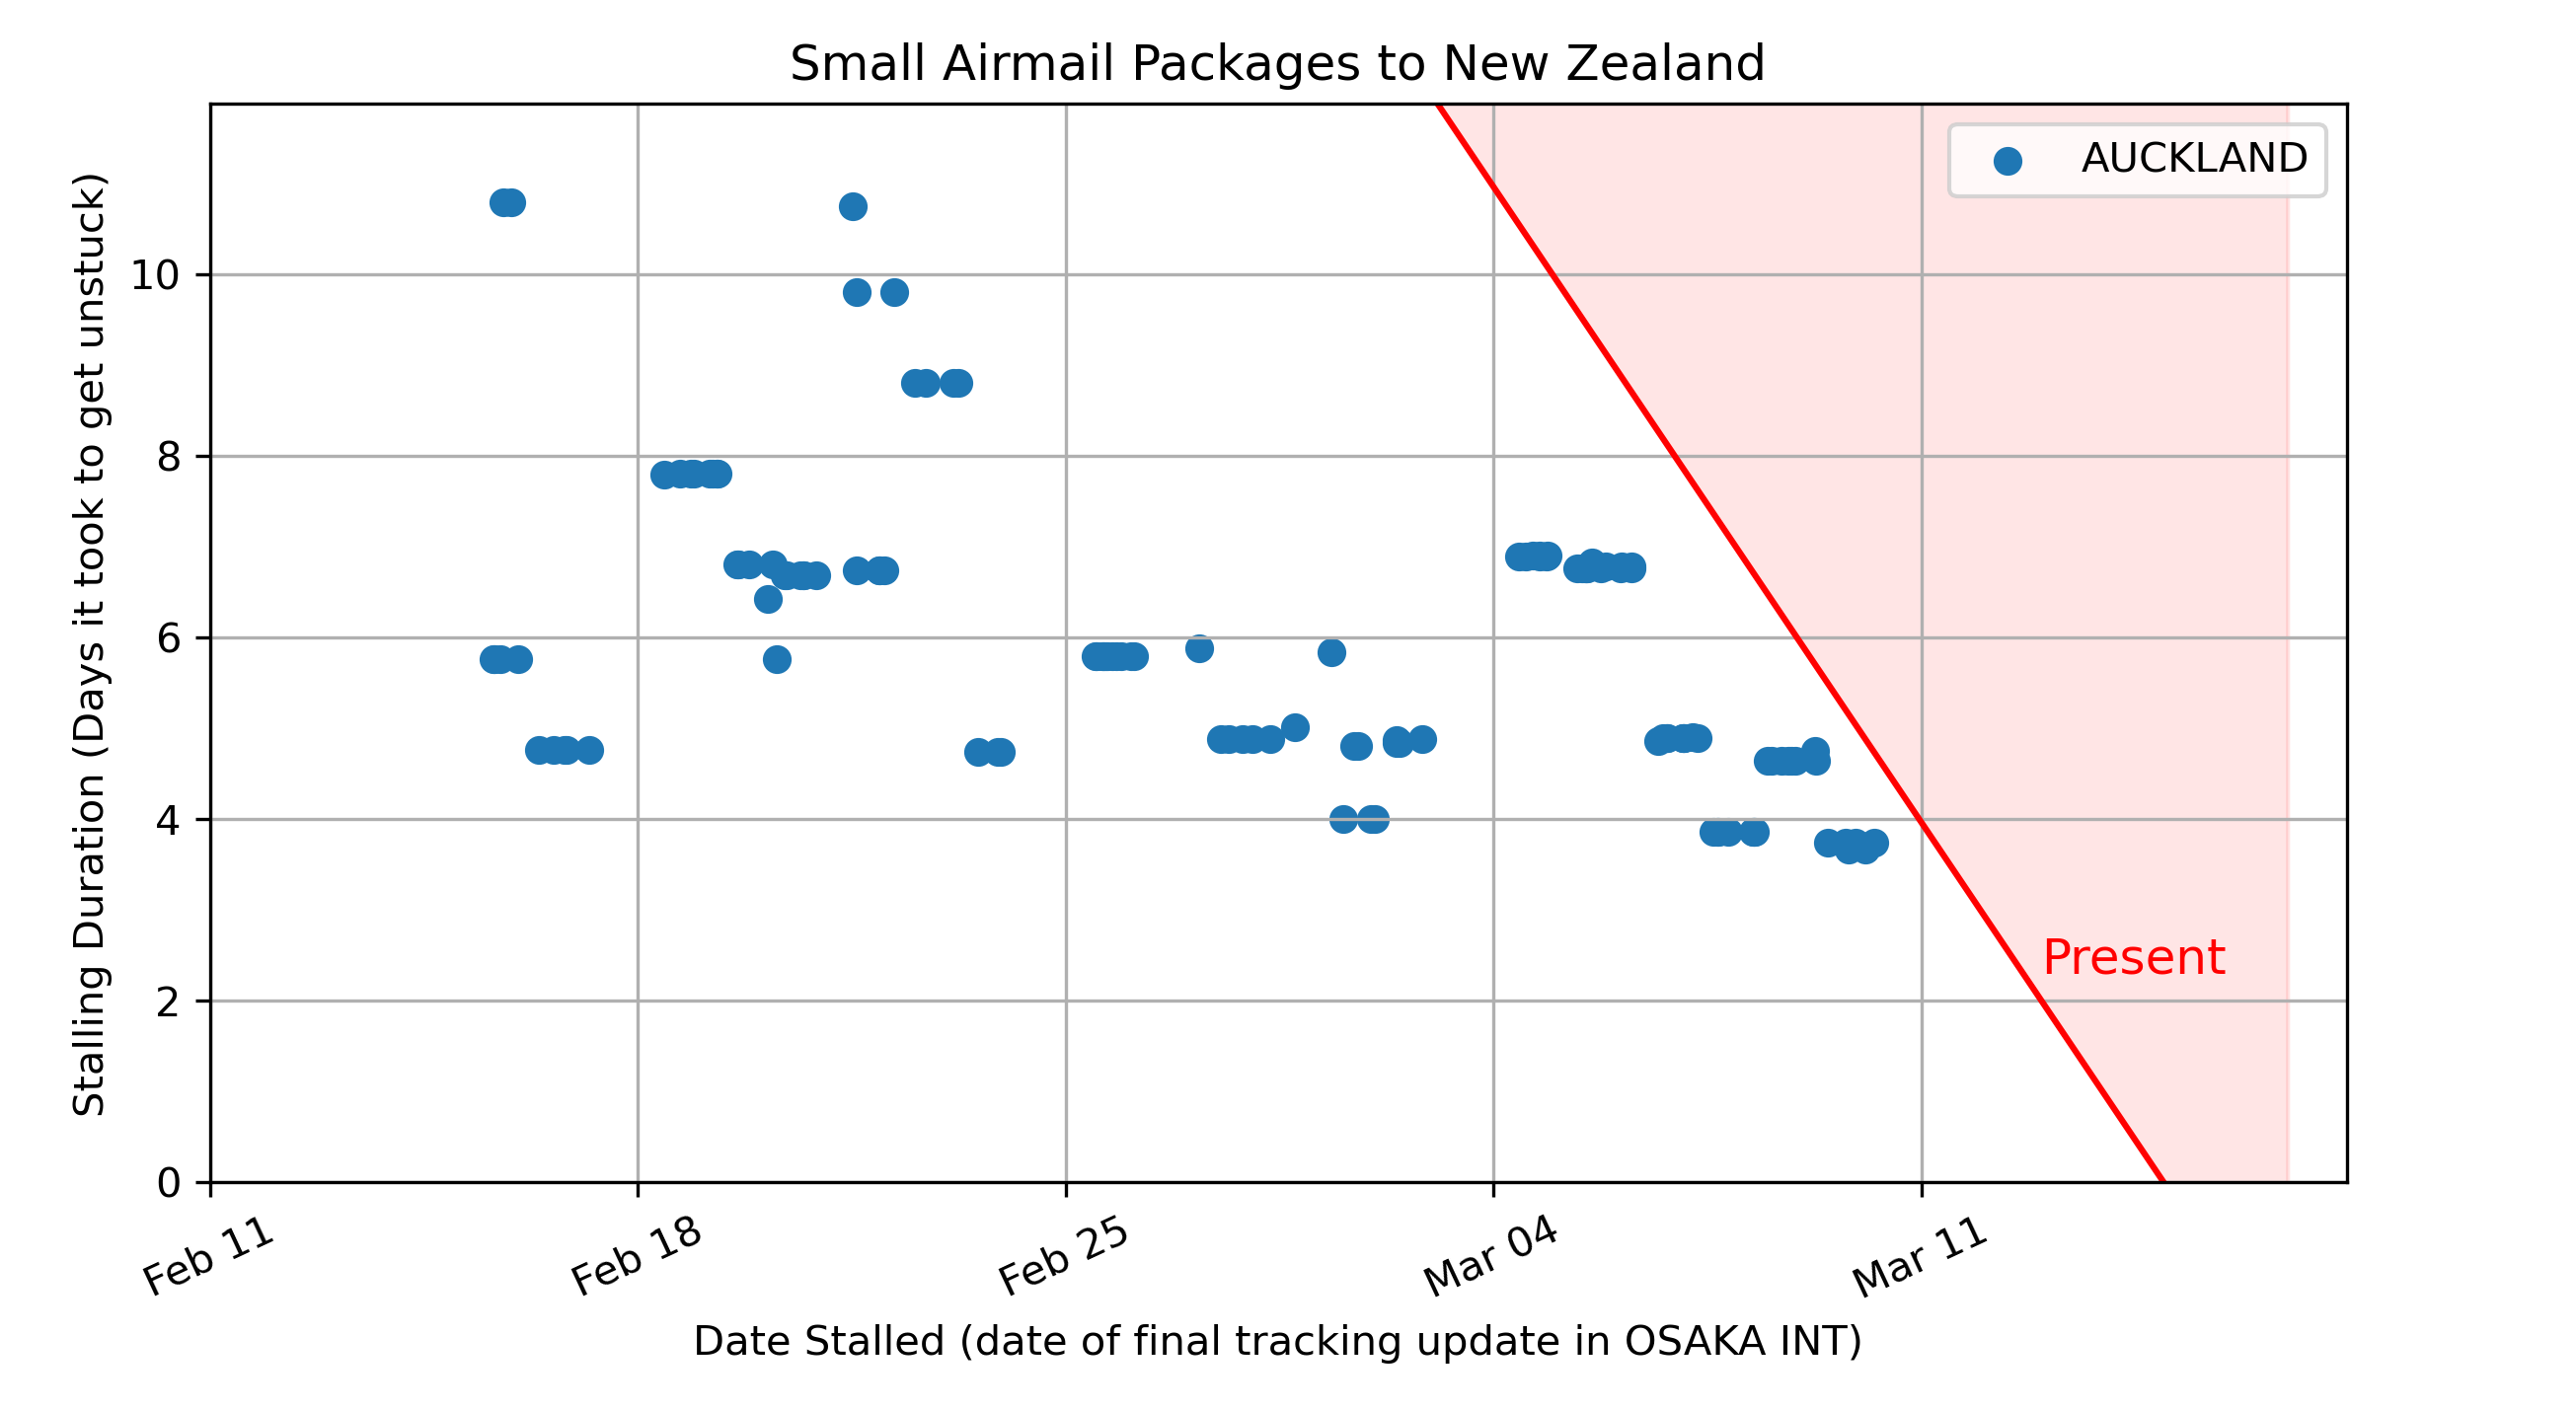 Small Airmail Packages to New Zealand
AUCKLAND
Stalling Duration (Days it took to get unstuck)
10
8
6
4
2
0
Present
Feb 11
Feb 18
Feb 25
Mar 04
Mar 11
Date Stalled (date of final tracking update in OSAKA INT)